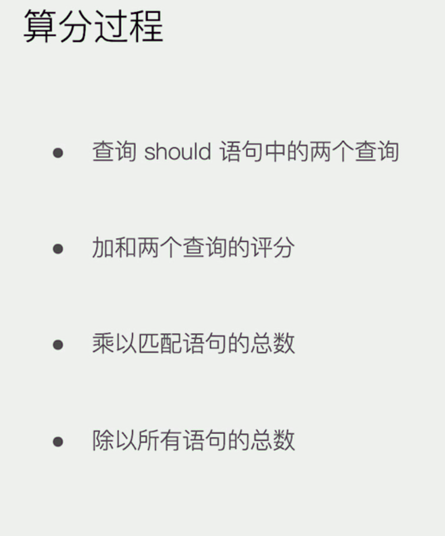 算分过程
● 查询 should 语句中的两个查询
● 加和两个查询的评分
● 乘以匹配语句的总数
● 除以所有语句的总数